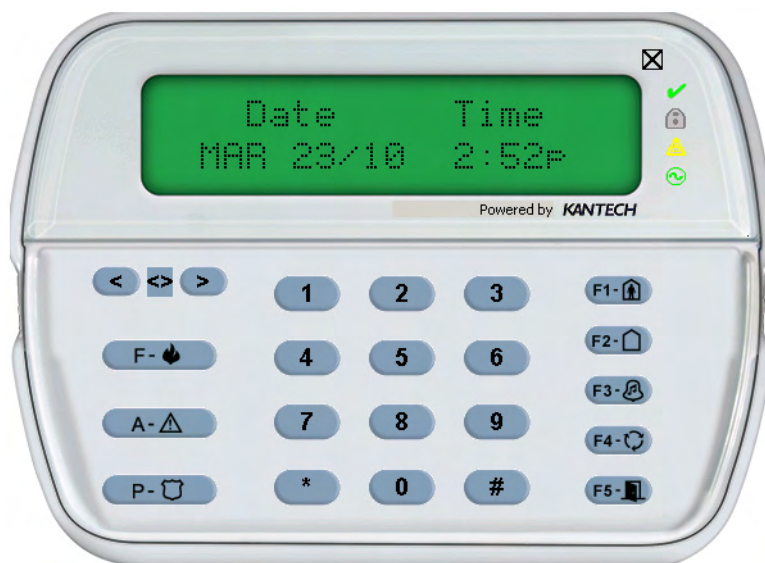 Date Time
MAR 23/10 2:52p
Powered by KANTECH
< <> >
1 2 3
F1-
F-
4 5 6
F2-
F3-
A-
7 8 9
F4-
P-
* 0 #
F5-